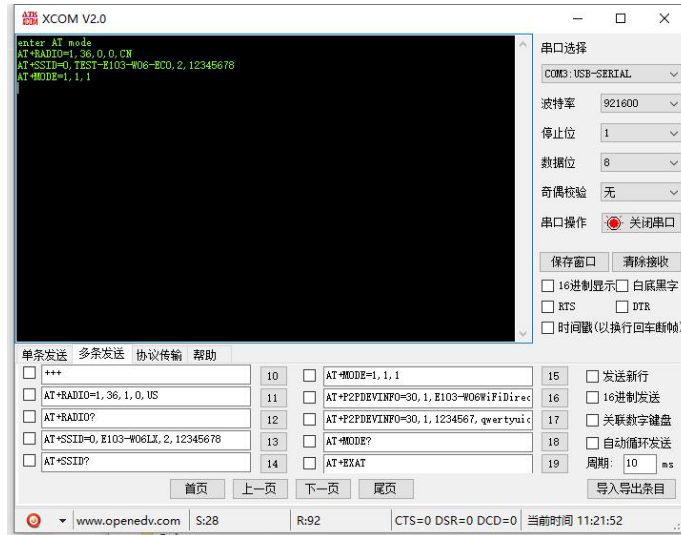 XCOM V2.0
enter AT mode
AT+RADIO=1,36,0,0,CN
AT+SSID=0,TEST-E103-W06-ECO,2,12345678
AT+MODE=1,1,1
串口选择
COM3:USB-SERIAL
波特率 921600
停止位 1
数据位 8
奇偶校验 无
串口操作 关闭串口
保存窗口 清除接收
16进制显示 白底黑字
RTS DTR
时间戳(以换行回车断帧)
单条发送 多条发送 协议传输 帮助
+++ 10 AT+MODE=1,1,1 15 发送新行
AT+RADIO=1,36,1,0,US 11 AT+P2PDEVINFO=30,1,E103-W06WiFiDirec 16 16进制发送
AT+RADIO? 12 AT+P2PDEVINFO=30,1,1234567,qwertyuic 17 关联数字键盘
AT+SSID=0,E103-W06LX,2,12345678 13 AT+MODE? 18 自动循环发送
AT+SSID? 14 AT+EXAT 19 周期: 10 ms
首页 上一页 下一页 尾页 导入导出条目
www.openedv.com S:28 R:92 CTS=0 DSR=0 DCD=0 当前时间 11:21:52